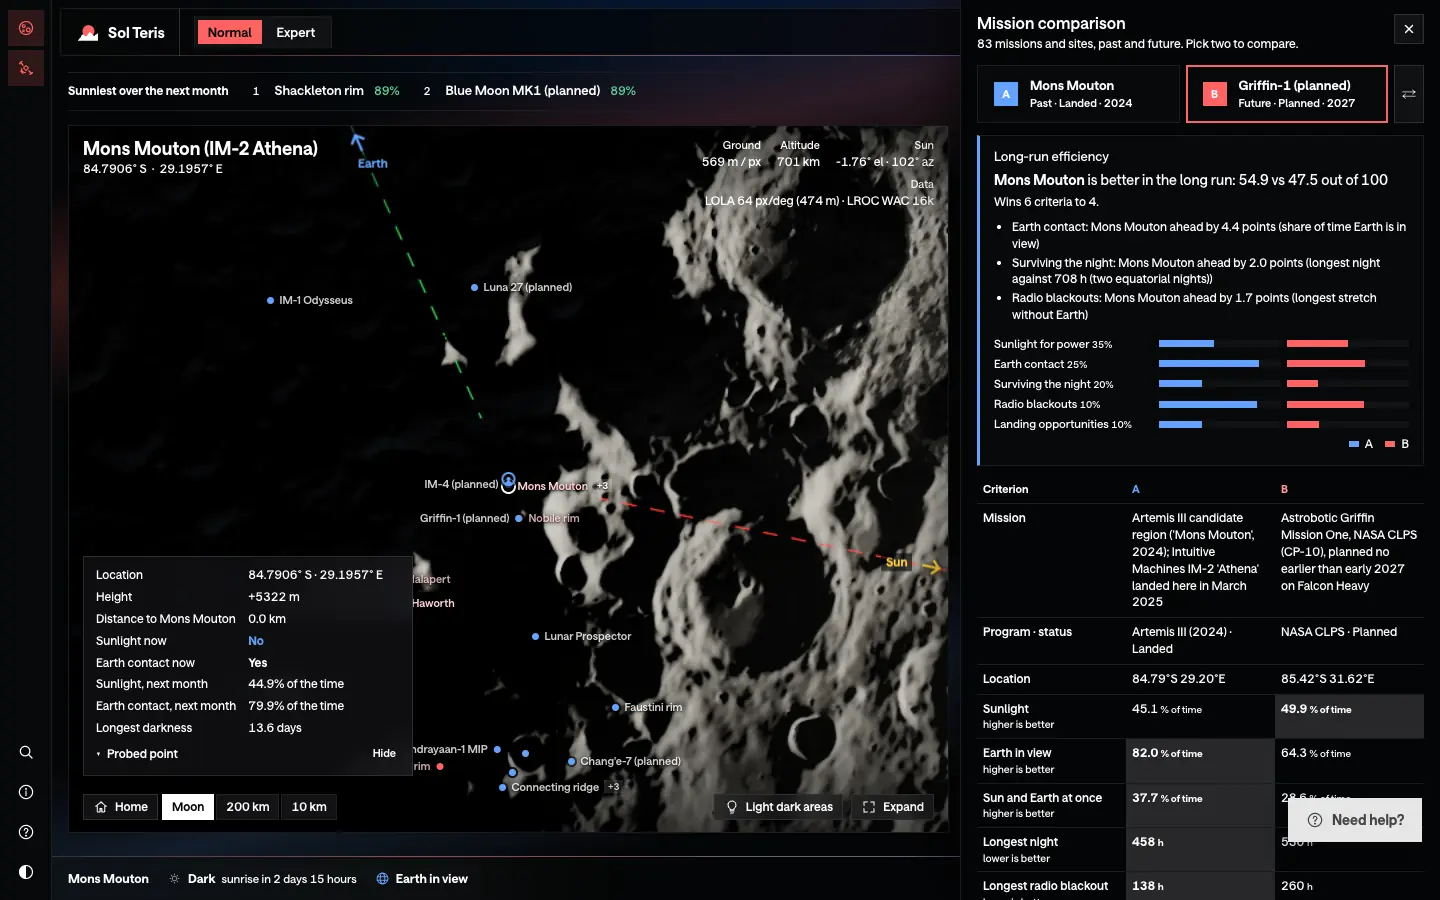 Sol Teris
Normal
Expert
Sunniest over the next month
1
Shackleton rim
89%
2
Blue Moon MK1 (planned)
89%
Mons Mouton (IM-2 Athena)
84.7906° S · 29.1957° E
Earth
Ground
569 m / px
Altitude
701 km
Sun
-1.76° el · 102° az
Data
LOLA 64 px/deg (474 m) · LROC WAC 16k
IM-1 Odysseus
Luna 27 (planned)
IM-4 (planned)
Mons Mouton
+3
Griffin-1 (planned)
Nobile rim
Sun
Haworth
Lunar Prospector
Faustini rim
Chang'e-7 (planned)
Connecting ridge
+3
Location 84.7906° S · 29.1957° E
Height +5322 m
Distance to Mons Mouton 0.0 km
Sunlight now No
Earth contact now Yes
Sunlight, next month 44.9% of the time
Earth contact, next month 79.9% of the time
Longest darkness 13.6 days
Probed point
Hide
Home
Moon
200 km
10 km
Light dark areas
Expand
Mons Mouton
Dark sunrise in 2 days 15 hours
Earth in view
Mission comparison
83 missions and sites, past and future. Pick two to compare.
A
Mons Mouton
Past · Landed · 2024
B
Griffin-1 (planned)
Future · Planned · 2027
Long-run efficiency
Mons Mouton is better in the long run: 54.9 vs 47.5 out of 100
Wins 6 criteria to 4.
Earth contact: Mons Mouton ahead by 4.4 points (share of time Earth is in
view)
Surviving the night: Mons Mouton ahead by 2.0 points (longest night
against 708 h (two equatorial nights))
Radio blackouts: Mons Mouton ahead by 1.7 points (longest stretch
without Earth)
Sunlight for power 35%
Earth contact 25%
Surviving the night 20%
Radio blackouts 10%
Landing opportunities 10%
A
B
Criterion
A
B
Mission
Artemis III candidate
region ('Mons Mouton',
2024); Intuitive
Machines IM-2 'Athena'
landed here in March
2025
Astrobotic Griffin
Mission One, NASA CLPS
(CP-10), planned no
earlier than early 2027
on Falcon Heavy
Program · status
Artemis III (2024) ·
Landed
NASA CLPS · Planned
Location
84.79°S 29.20°E
85.42°S 31.62°E
Sunlight
higher is better
45.1 % of time
49.9 % of time
Earth in view
higher is better
82.0 % of time
64.3 % of time
Sun and Earth at once
higher is better
37.7 % of time
Longest night
lower is better
458 h
Longest radio blackout
138 h
260 h
Need help?